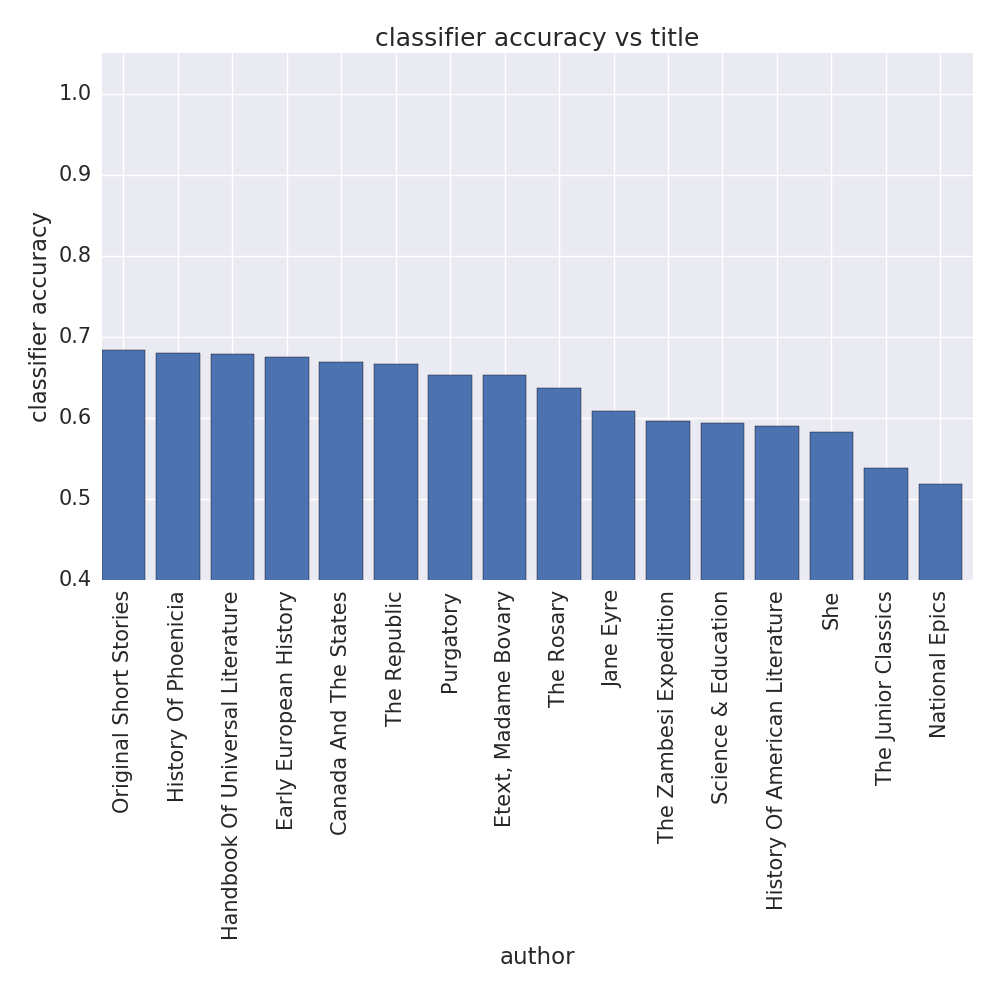 classifier accuracy vs title
classifier accuracy
1.0
0.9
0.8
0.7
0.6
0.5
0.4
Original Short Stories
History Of Phoenicia
Handbook Of Universal Literature
Early European History
Canada And The States
The Republic
Purgatory
Etext, Madame Bovary
The Rosary
Jane Eyre
The Zambesi Expedition
Science & Education
History Of American Literature
She
The Junior Classics
National Epics
author